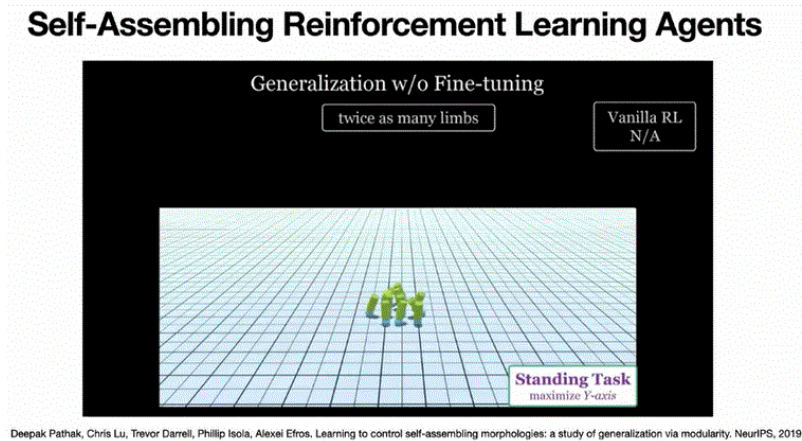 Self-Assembling Reinforcement Learning Agents
Generalization w/o Fine-tuning
twice as many limbs
Vanilla RL
N/A
Standing Task
maximize Y-axis
Deepak Pathak, Chris Lu, Trevor Darrell, Phillip Isola, Alexei Efros. Learning to control self-assembling morphologies: a study of generalization via modularity. NeurIPS, 2019